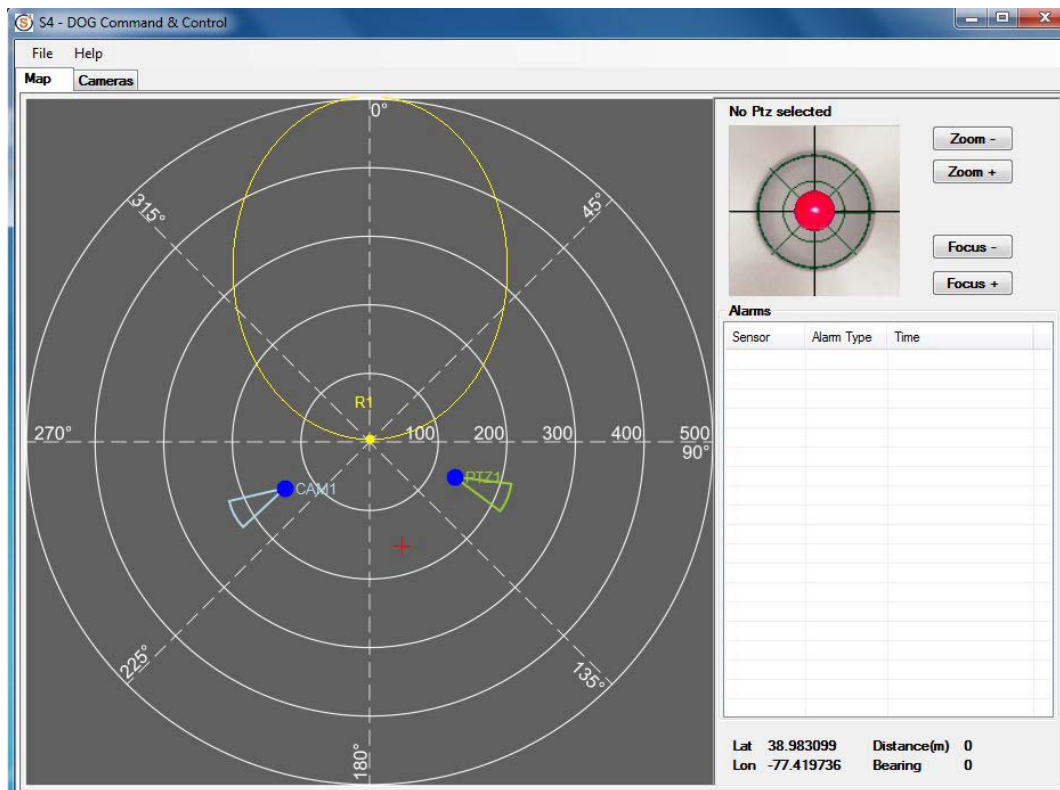 S4 - DOG Command & Control
File Help
Map Cameras
0°
315° 45°
R1
270° 100 200 300 400 500
90°
CAM1 PTZ1
225° 135°
180°
No Ptz selected
Zoom -
Zoom +
Focus -
Focus +
Alarms
Sensor Alarm Type Time
Lat 38.983099 Distance(m) 0
Lon -77.419736 Bearing 0